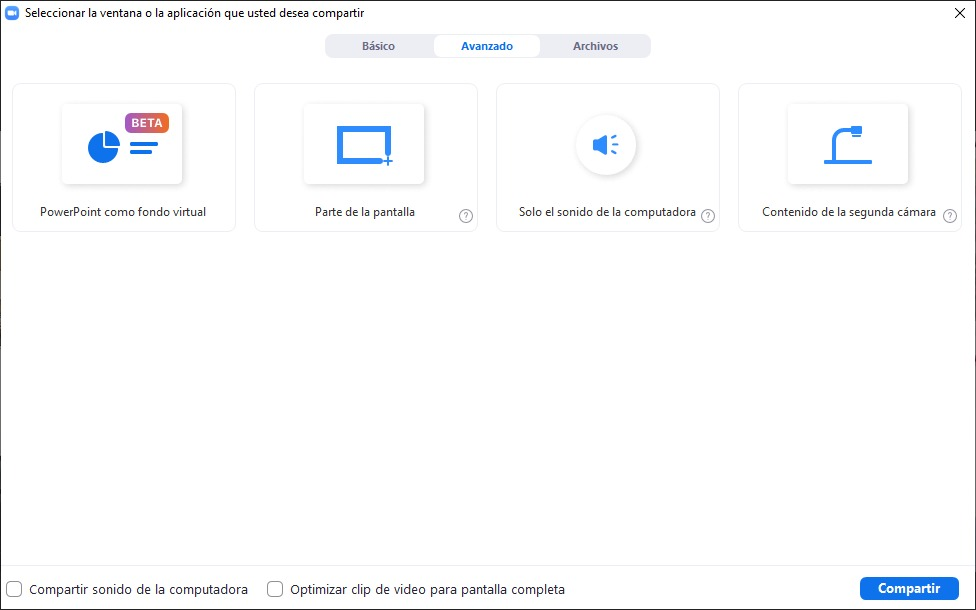 Seleccionar la ventana o la aplicación que usted desea compartir
Básico
Avanzado
Archivos
BETA
PowerPoint como fondo virtual
Parte de la pantalla
?
Solo el sonido de la computadora
?
Contenido de la segunda cámara
?
Compartir sonido de la computadora
Optimizar clip de video para pantalla completa
Compartir